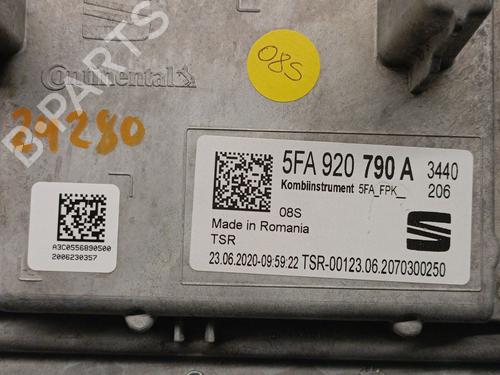 B PARTS
Continental
08S
29280
A3C0556890500
2006230357
5FA 920 790 A 3440
Kombiinstrument 5FA_FPK_ 206
08S
Made in Romania
TSR
23.06.2020-09:59:22 TSR-00123.06.2070300250